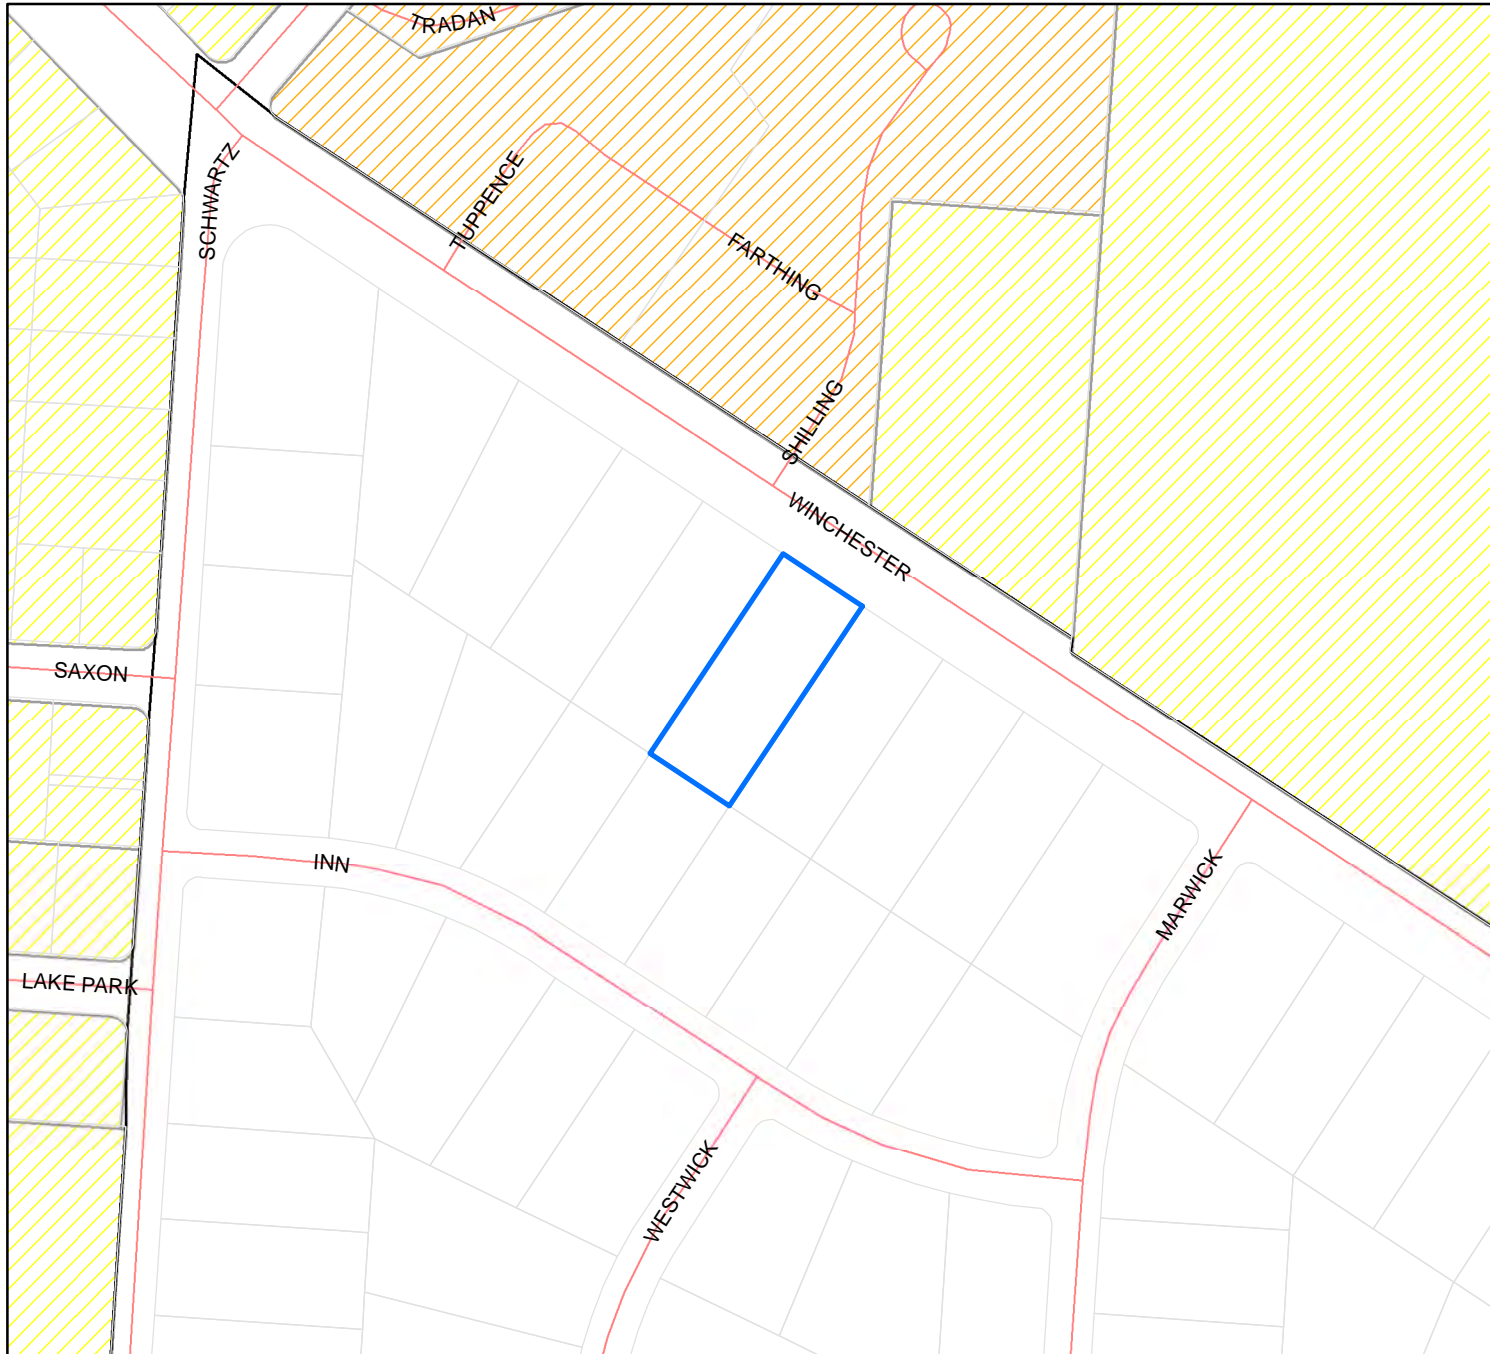 TRADAN
SCHWARTZ
TUPPENCE
FARTHING
SHILLING
WINCHESTER
SAXON
INN
MARWICK
LAKE PARK
WESTWICK